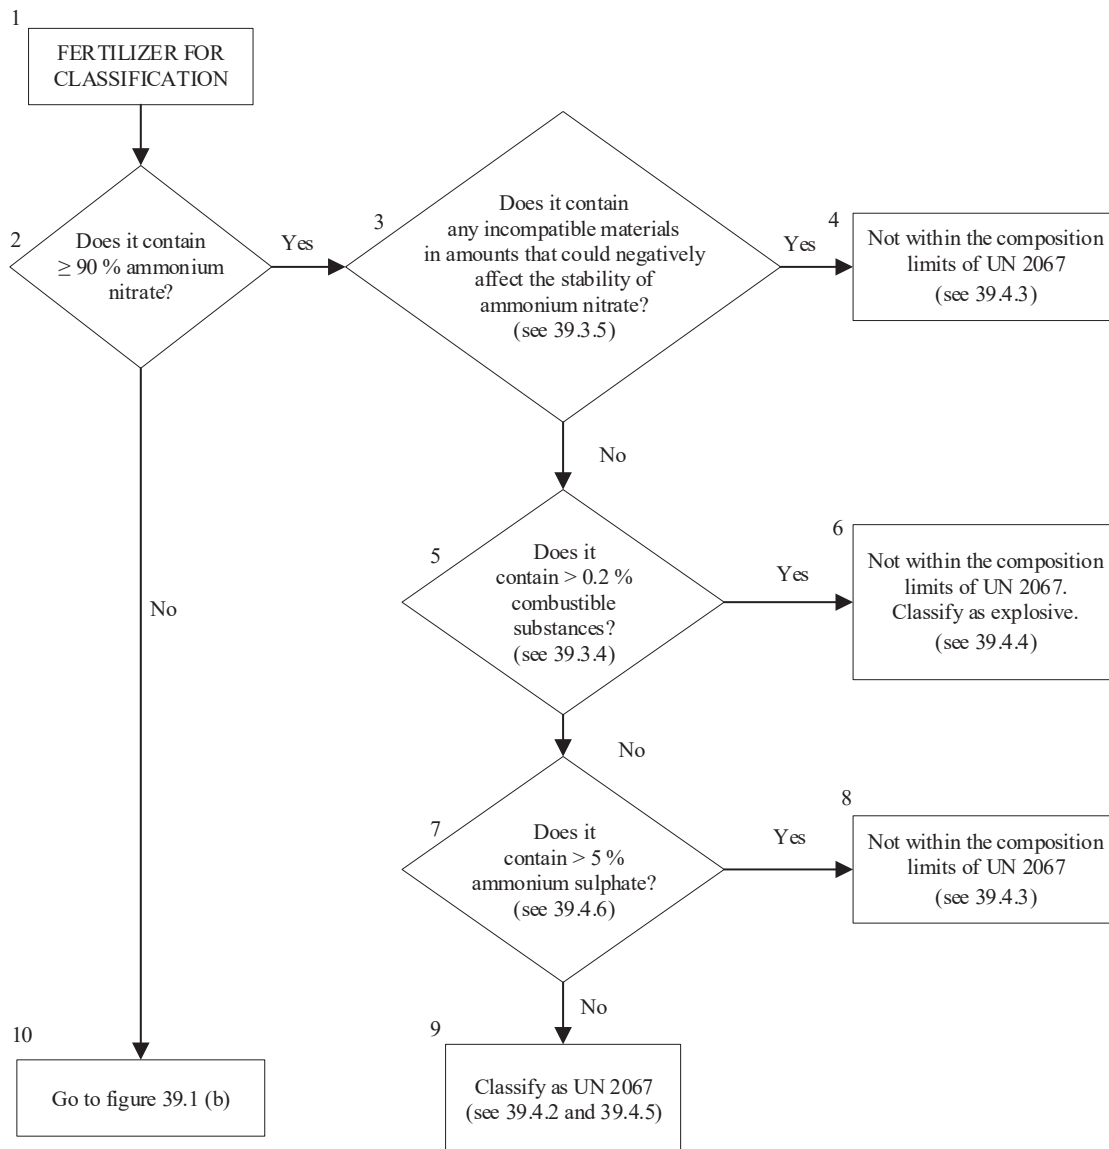 1
FERTILIZER FOR
CLASSIFICATION
2
Does it contain
≥ 90 % ammonium
nitrate?
Yes
3
Does it contain
any incompatible materials
in amounts that could negatively
affect the stability of
ammonium nitrate?
(see 39.3.5)
Yes
4
Not within the composition
limits of UN 2067
(see 39.4.3)
No
No
5
Does it
contain > 0.2 %
combustible
substances?
(see 39.3.4)
Yes
6
Not within the composition
limits of UN 2067.
Classify as explosive.
(see 39.4.4)
No
7
Does it
contain > 5 %
ammonium sulphate?
(see 39.4.6)
Yes
8
Not within the composition
limits of UN 2067
(see 39.4.3)
No
9
Classify as UN 2067
(see 39.4.2 and 39.4.5)
10
Go to figure 39.1 (b)